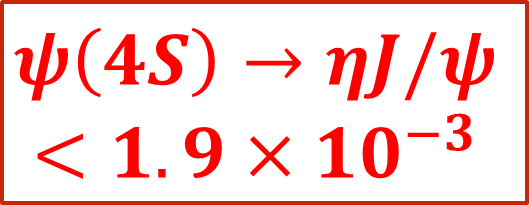 ψ(4S) → ηJ/ψ
< 1.9 × 10⁻³